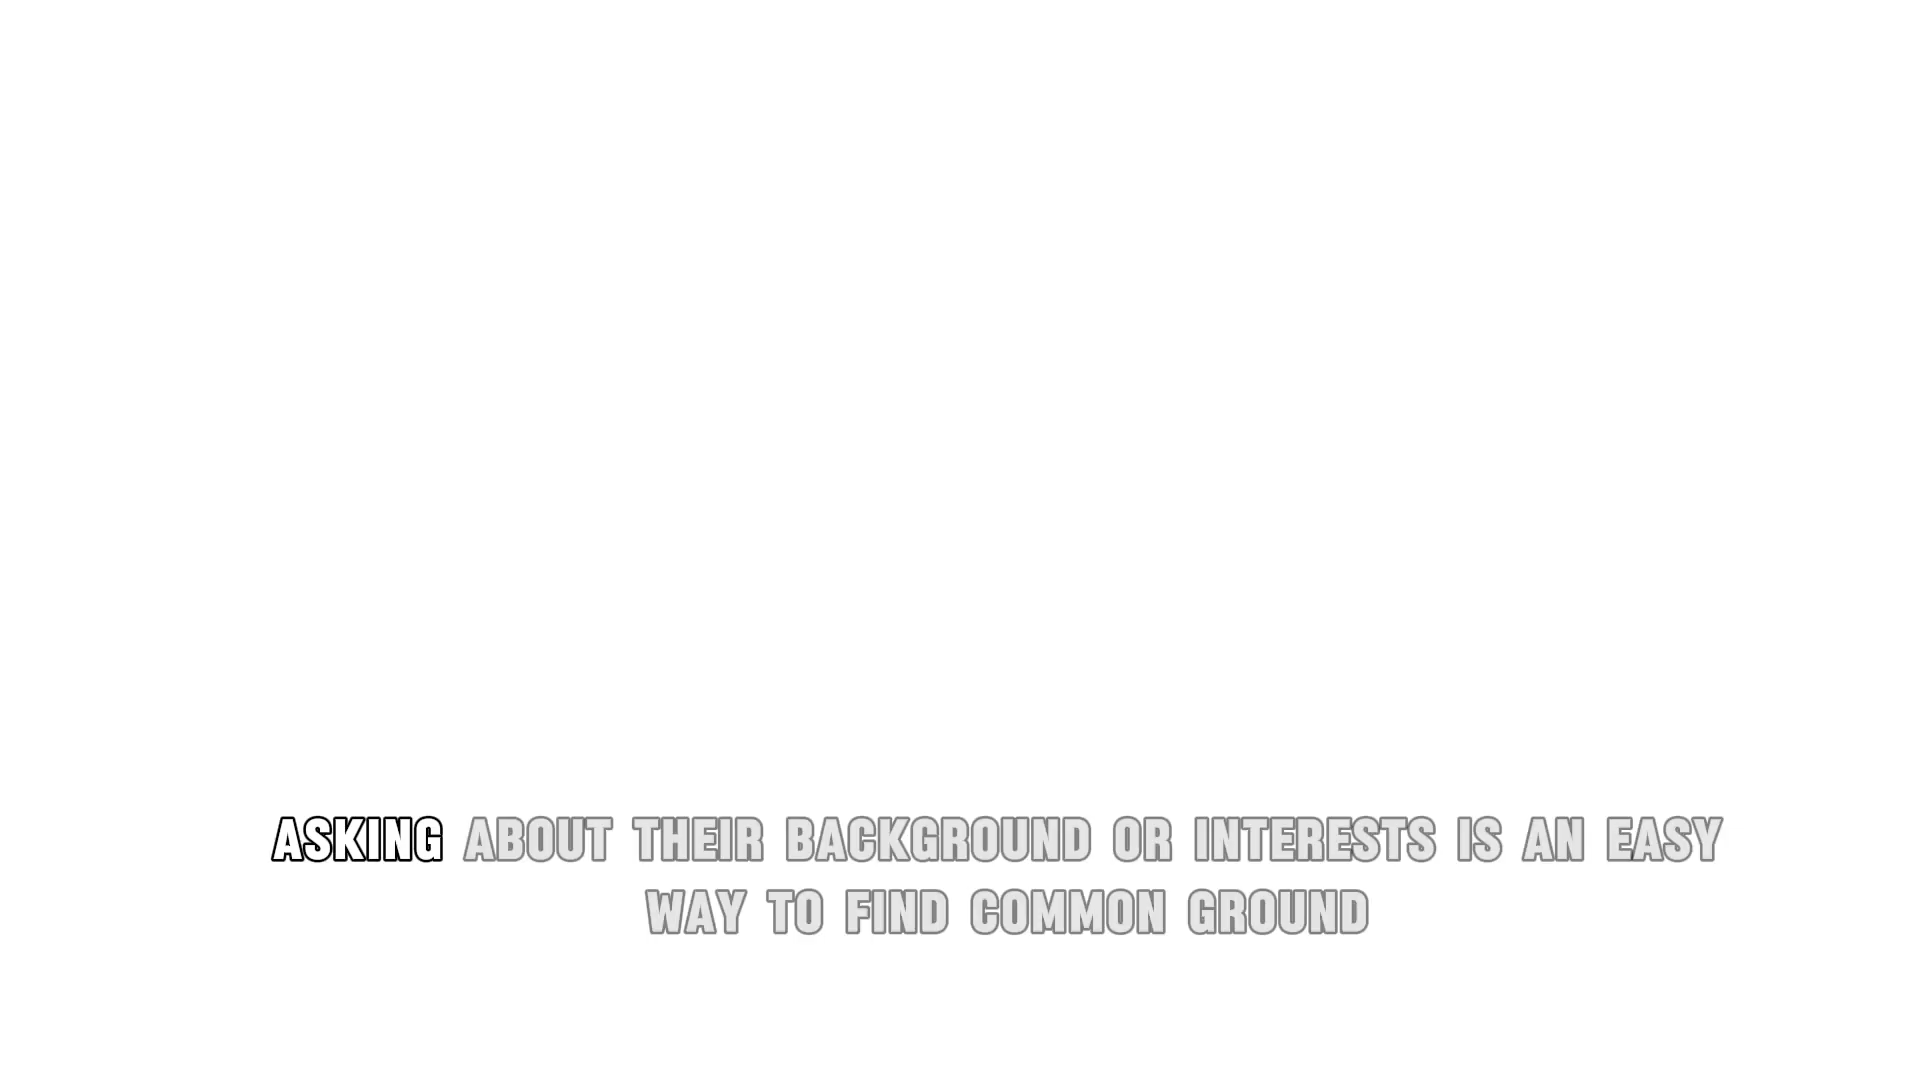 ASKING ABOUT THEIR BACKGROUND OR INTERESTS IS AN EASY
WAY TO FIND COMMON GROUND